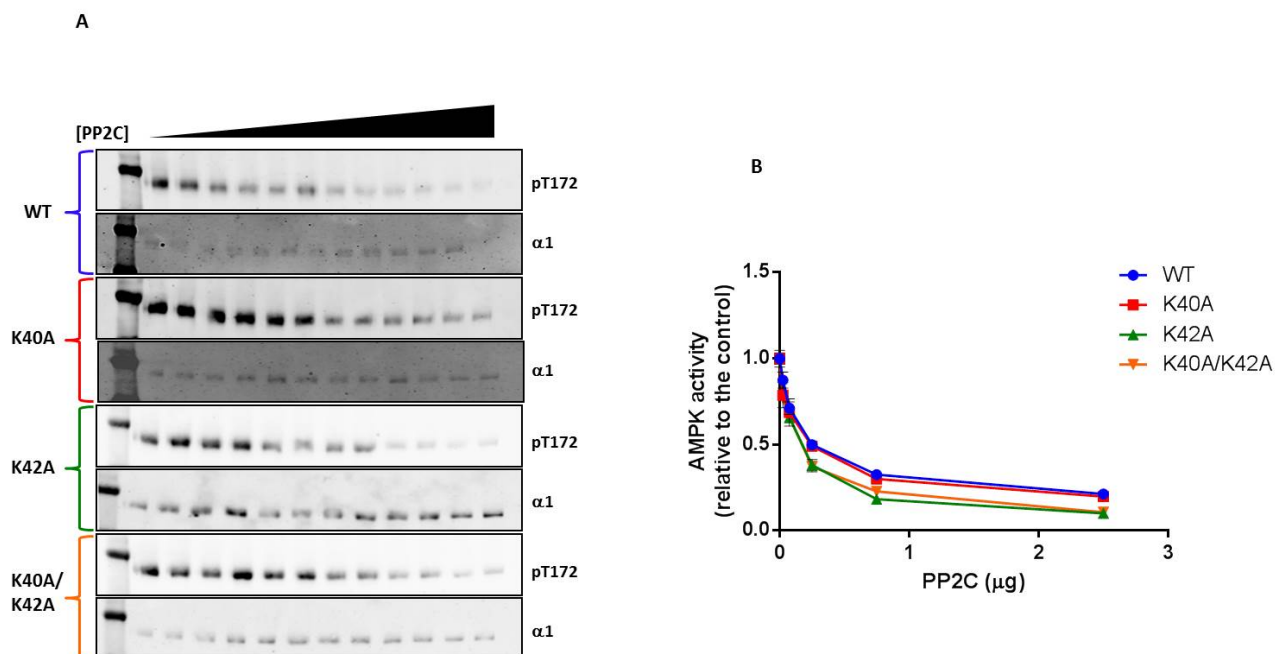 A
[PP2C]
WT
pT172
α1
K40A
pT172
α1
K42A
pT172
α1
K40A/
K42A
pT172
α1
B
AMPK activity
(relative to the control)
1.5
1.0
0.5
0.0
0
1
2
3
PP2C (μg)
WT
K40A
K42A
K40A/K42A